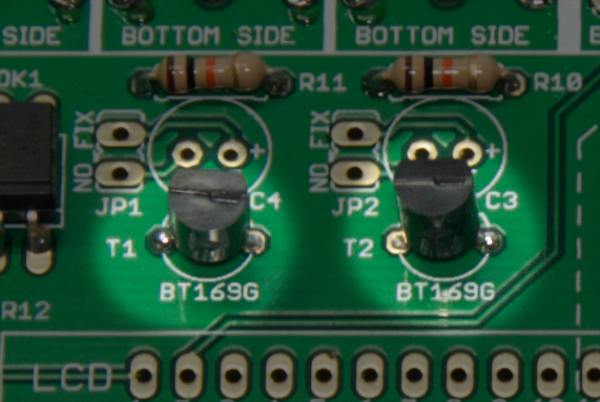 SIDE
BOTTOM SIDE
BOTTOM SIDE
B
OK1
R11
R10
NO FIX
NO FIX
+
+
JP1
C4
JP2
C3
T1
T2
BT169G
BT169G
R12
LCD